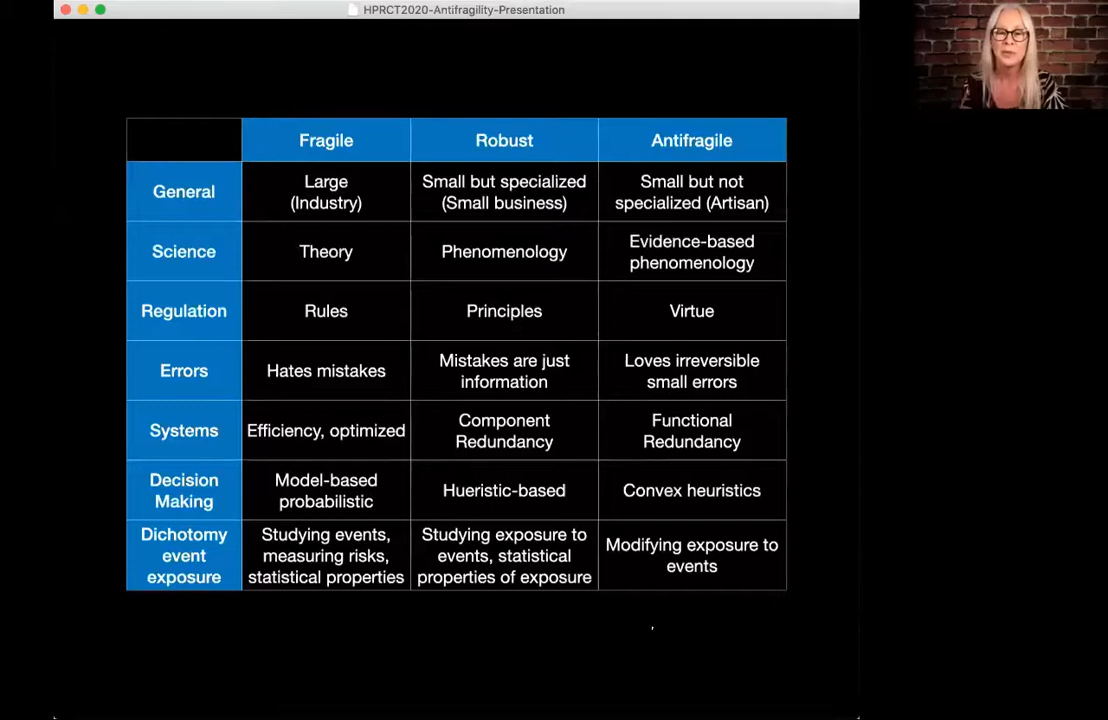 HPRCT2020-Antifragility-Presentation
Fragile
Robust
Antifragile
General
Large
(Industry)
Small but specialized
(Small business)
Small but not
specialized (Artisan)
Science
Theory
Phenomenology
Evidence-based
phenomenology
Regulation
Rules
Principles
Virtue
Errors
Hates mistakes
Mistakes are just
information
Loves irreversible
small errors
Systems
Efficiency, optimized
Component
Redundancy
Functional
Redundancy
Decision
Making
Model-based
probabilistic
Hueristic-based
Convex heuristics
Dichotomy
event
exposure
Studying events,
measuring risks,
statistical properties
Studying exposure to
events, statistical
properties of exposure
Modifying exposure to
events